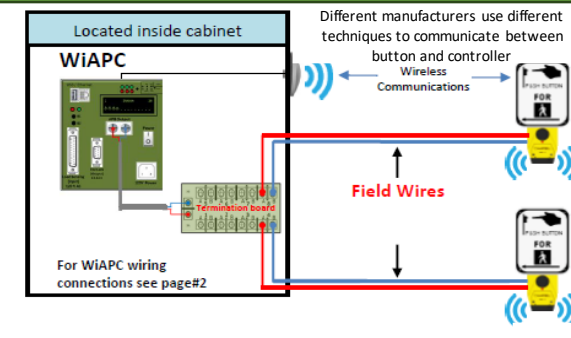 Located inside cabinet
Different manufacturers use different
techniques to communicate between
button and controller
WiAPC
Wireless
Communications
PUSH BUTTON
FOR
Field Wires
Termination board
PUSH BUTTON
FOR
For WiAPC wiring
connections see page#2